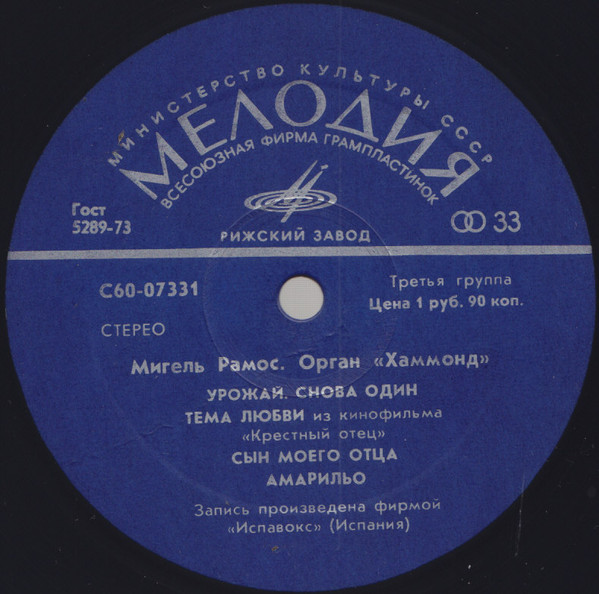 МИНИСТЕРСТВО КУЛЬТУРЫ СССР
МЕЛОДИЯ
ВСЕСОЮЗНАЯ ФИРМА ГРАМПЛАСТИНОК
Гост
5289-73
33
РИЖСКИЙ ЗАВОД
С60-07331
Третья группа
Цена 1 руб. 90 коп.
СТЕРЕО
Мигель Рамос. Орган «Хаммонд»
УРОЖАЙ. СНОВА ОДИН
ТЕМА ЛЮБВИ из кинофильма
«Крестный отец»
СЫН МОЕГО ОТЦА
АМАРИЛЬО
Запись произведена фирмой
«Испавокс» (Испания)